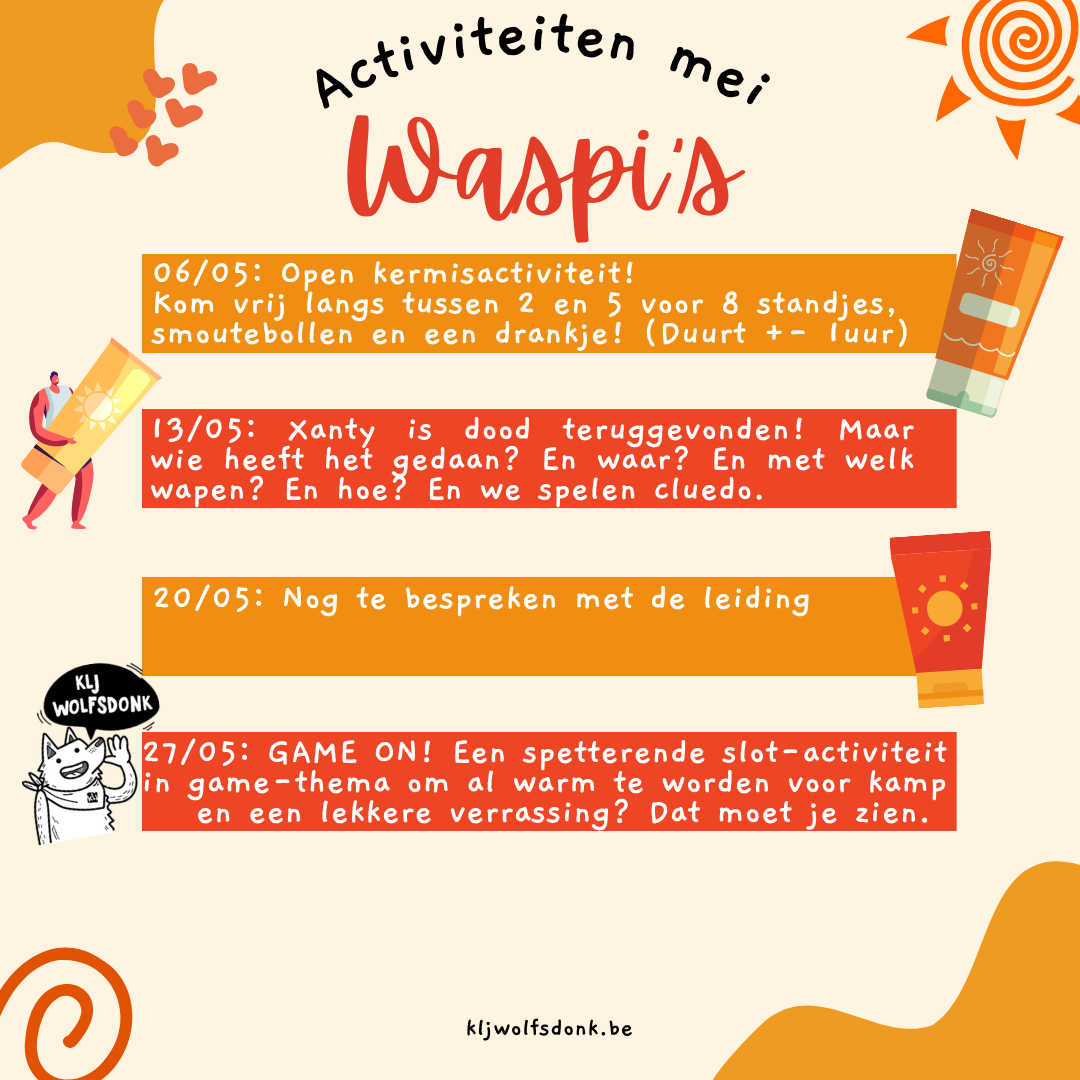 Activiteiten mei
Waspi's
06/05: Open kermisactiviteit!
Kom vrij langs tussen 2 en 5 voor 8 standjes,
smoutebollen en een drankje! (Duurt +- 1uur)
13/05: Xanty is dood teruggevonden! Maar
wie heeft het gedaan? En waar? En met welk
wapen? En hoe? En we spelen cluedo.
20/05: Nog te bespreken met de leiding
KLJ
WOLFSDONK
27/05: GAME ON! Een spetterende slot-activiteit
in game-thema om al warm te worden voor kamp
en een lekkere verrassing? Dat moet je zien.
kljwolfsdonk.be